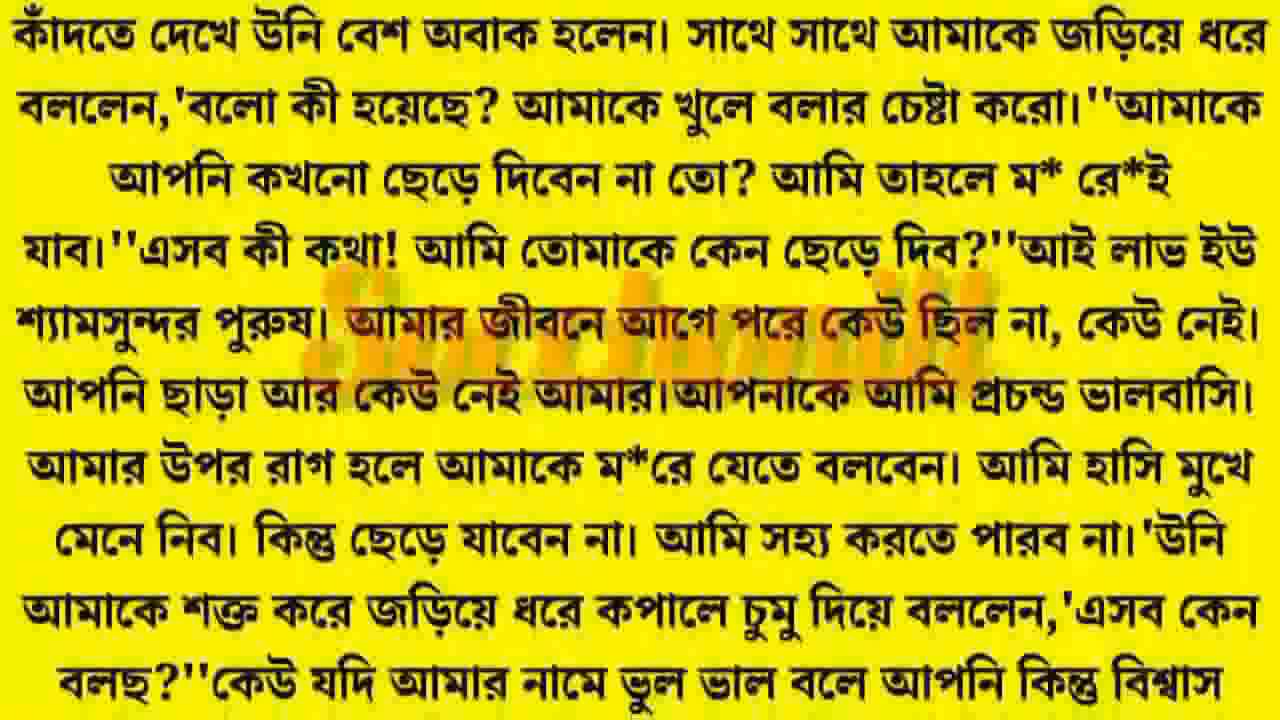 কাঁদতে দেখে উনি বেশ অবাক হলেন। সাথে সাথে আমাকে জড়িয়ে ধরে
বললেন,'বলো কী হয়েছে? আমাকে খুলে বলার চেষ্টা করো।''আমাকে
আপনি কখনো ছেড়ে দিবেন না তো? আমি তাহলে ম* রে*ই
যাব।''এসব কী কথা! আমি তোমাকে কেন ছেড়ে দিব?''আই লাভ ইউ
শ্যামসুন্দর পুরুষ। আমার জীবনে আগে পরে কেউ ছিল না, কেউ নেই।
আপনি ছাড়া আর কেউ নেই আমার।আপনাকে আমি প্রচন্ড ভালবাসি।
আমার উপর রাগ হলে আমাকে ম*রে যেতে বলবেন। আমি হাসি মুখে
মেনে নিব। কিন্তু ছেড়ে যাবেন না। আমি সহ্য করতে পারব না।'উনি
আমাকে শক্ত করে জড়িয়ে ধরে কপালে চুমু দিয়ে বললেন,'এসব কেন
বলছ?''কেউ যদি আমার নামে ভুল ভাল বলে আপনি কিন্তু বিশ্বাস